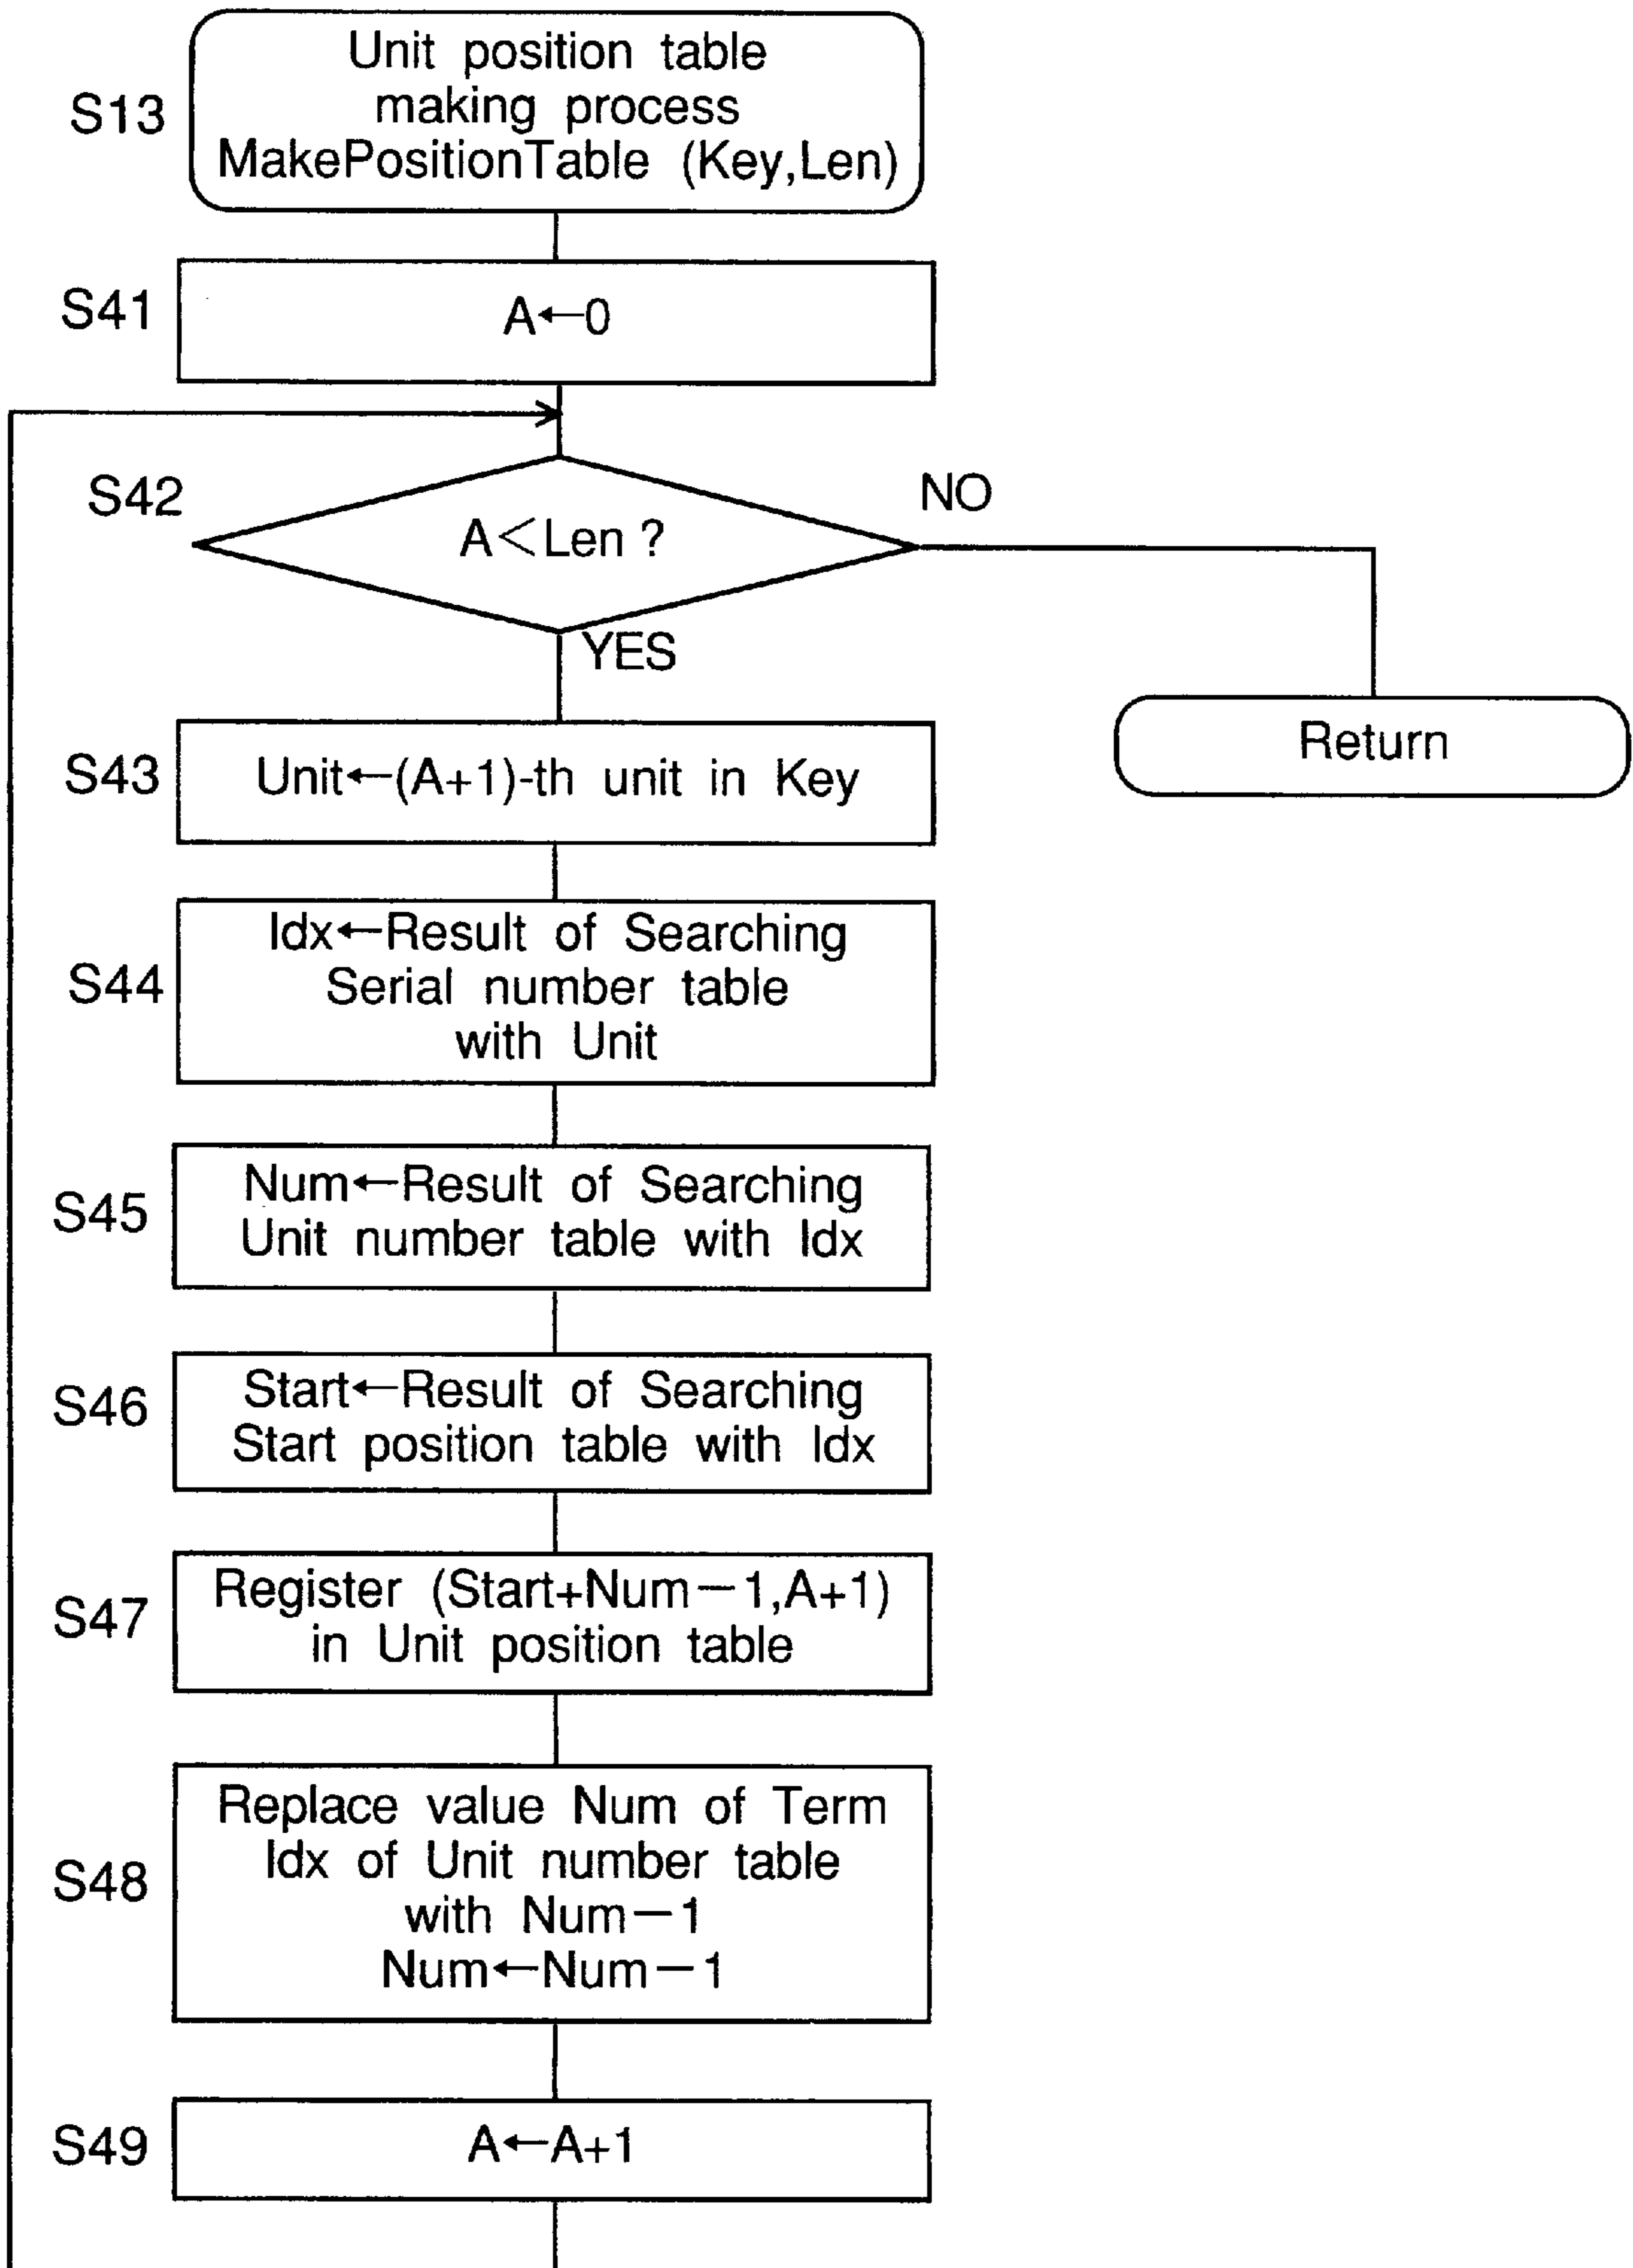 Unit position table
making process
MakePositionTable (Key,Len)
S13
S41
A←0
S42
A<Len ?
NO
YES
Return
S43
Unit←(A+1)-th unit in Key
S44
Idx←Result of Searching
Serial number table
with Unit
S45
Num←Result of Searching
Unit number table with Idx
S46
Start←Result of Searching
Start position table with Idx
S47
Register (Start+Num−1,A+1)
in Unit position table
S48
Replace value Num of Term
Idx of Unit number table
with Num−1
Num←Num−1
S49
A←A+1